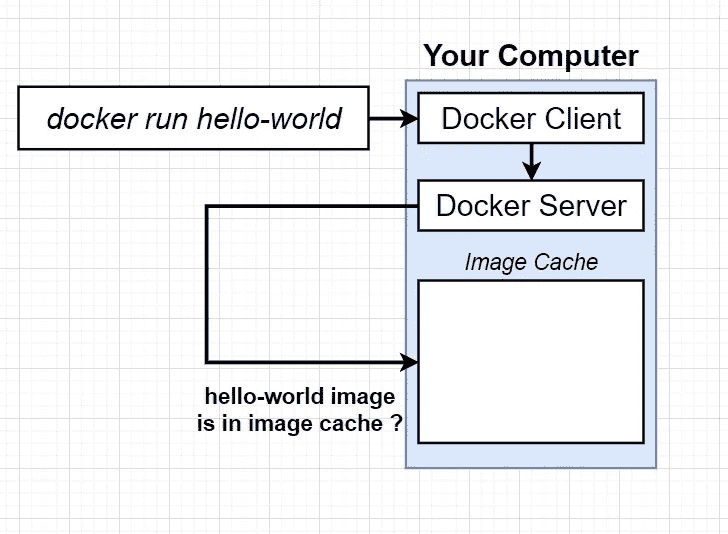 Your Computer
docker run hello-world
Docker Client
Docker Server
Image Cache
hello-world image
is in image cache ?